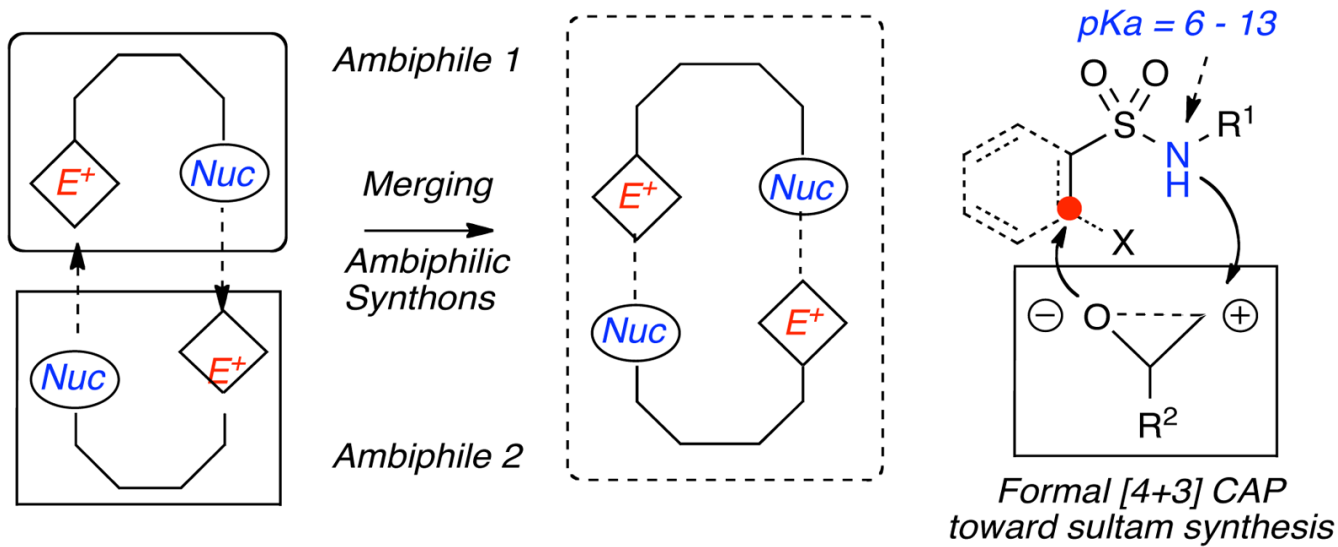 Ambiphile 1
E⁺
Nuc
Nuc
E⁺
Merging
Ambiphilic
Synthons
Ambiphile 2
E⁺
Nuc
Nuc
E⁺
pKa = 6 - 13
O O
S
N
H
R¹
X
⊖ O ⊕
R²
Formal [4+3] CAP
toward sultam synthesis